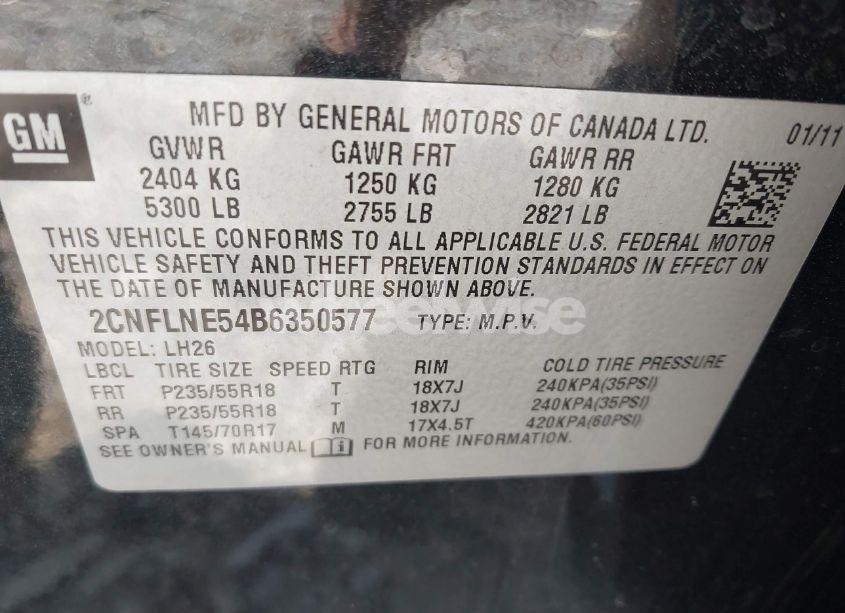 GM
MFD BY GENERAL MOTORS OF CANADA LTD. 01/11
GVWR GAWR FRT GAWR RR
2404 KG 1250 KG 1280 KG
5300 LB 2755 LB 2821 LB
THIS VEHICLE CONFORMS TO ALL APPLICABLE U.S. FEDERAL MOTOR
VEHICLE SAFETY AND THEFT PREVENTION STANDARDS IN EFFECT ON
THE DATE OF MANUFACTURE SHOWN ABOVE.
2CNFLNE54B6350577 TYPE: M.P.V.
MODEL: LH26
LBCL TIRE SIZE SPEED RTG RIM COLD TIRE PRESSURE
FRT P235/55R18 T 18X7J 240KPA(35PSI)
RR P235/55R18 T 18X7J 240KPA(35PSI)
SPA T145/70R17 M 17X4.5T 420KPA(60PSI)
SEE OWNER'S MANUAL FOR MORE INFORMATION.